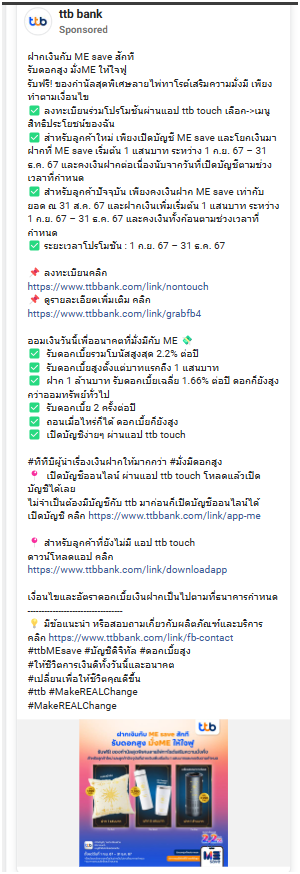 ttb bank
Sponsored
ฝากเงินกับ ME save สักที
รับดอกสูง มั่งME ให้ใจฟู
รับฟรี! ของกำนัลสุดพิเศษลายไพ่ทาโรต์เสริมความมั่งมี เพียง
ทำตามเงื่อนไข
✅ ลงทะเบียนร่วมโปรโมชันผ่านแอป ttb touch เลือก->เมนู
สิทธิประโยชน์ของฉัน
✅ สำหรับลูกค้าใหม่ เพียงเปิดบัญชี ME save และโยกเงินมา
ฝากที่ ME save เริ่มต้น 1 แสนบาท ระหว่าง 1 ก.ย. 67 – 31
ธ.ค 67 และคงเงินฝากต่อเนื่องนับจากวันที่เปิดบัญชีตามช่วง
เวลาที่กำหนด
✅ สำหรับลูกค้าปัจจุบัน เพียงคงเงินฝาก ME save เท่ากับ
ยอด ณ 31 ส.ค. 67 และฝากเงินเพิ่มเริ่มต้น 1 แสนบาท ระหว่าง
1 ก.ย. 67 – 31 ธ.ค. 67 และคงเงินทั้งก้อนตามช่วงเวลาที่
กำหนด
✅ ระยะเวลาโปรโมชัน : 1 ก.ย. 67 – 31 ธ.ค. 67
📌 ลงทะเบียนคลิก
https://www.ttbbank.com/link/nontouch
📌 ดูรายละเอียดเพิ่มเติม คลิก
https://www.ttbbank.com/link/grabfb4
ออมเงินวันนี้เพื่ออนาคตที่มั่งมีกับ ME 💸
✅ รับดอกเบี้ยรวมโบนัสสูงสุด 2.2% ต่อปี
✅ รับดอกเบี้ยสูงตั้งแต่บาทแรกถึง 1 แสนบาท
✅ ฝาก 1 ล้านบาท รับดอกเบี้ยเฉลี่ย 1.66% ต่อปี ดอกก็ยังสูง
กว่าออมทรัพย์ทั่วไป
✅ รับดอกเบี้ย 2 ครั้งต่อปี
✅ ถอนเมื่อไหร่ก็ได้ ดอกเบี้ยก็ยังสูง
✅ เปิดบัญชีง่ายๆ ผ่านแอป ttb touch
#ทีทีบีผู้นำเรื่องเงินฝากให้มากกว่า #มั่งมีดอกสูง
📍 เปิดบัญชีออนไลน์ ผ่านแอป ttb touch โหลดแล้วเปิด
บัญชีได้เลย
ไม่จำเป็นต้องมีบัญชีกับ ttb มาก่อนก็เปิดบัญชีออนไลน์ได้
เปิดบัญชี คลิก https://www.ttbbank.com/link/app-me
📍 สำหรับลูกค้าที่ยังไม่มี แอป ttb touch
ดาวน์โหลดแอป คลิก
https://www.ttbbank.com/link/downloadapp
เงื่อนไขและอัตราดอกเบี้ยเงินฝากเป็นไปตามที่ธนาคารกำหนด
----------------------------------
💡 มีข้อแนะนำ หรือสอบถามเกี่ยวกับผลิตภัณฑ์และบริการ
คลิก https://www.ttbbank.com/link/fb-contact
#ttbMEsave #บัญชีดิจิทัล #ดอกเบี้ยสูง
#ให้ชีวิตการเงินดีทั้งวันนี้และอนาคต
#เปลี่ยนเพื่อให้ชีวิตคุณดีขึ้น
#ttb #MakeREALChange
#MakeREALChange
ttb
ฝากเงินกับ ME save สักที
รับดอกสูง มั่งME ให้ใจฟู
ME